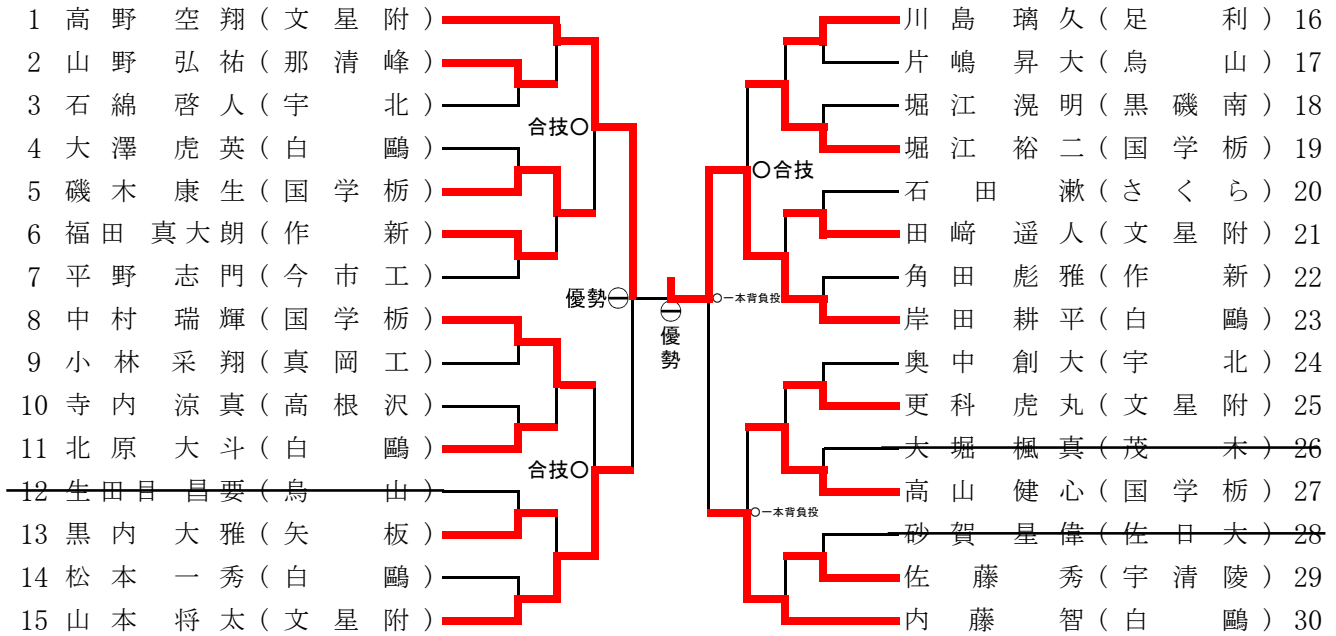 1 高野 空翔(文星附)
2 山野 弘祐(那清峰)
3 石綿 啓人(宇北)
4 大澤 虎英(白鷗)
5 磯木 康生(国学栃)
6 福田 真大朗(作新)
7 平野 志門(今市工)
8 中村 瑞輝(国学栃)
9 小林 采翔(真岡工)
10 寺内 涼真(高根沢)
11 北原 大斗(白鷗)
12 生田目 昌要(烏山)
13 黒内 大雅(矢板)
14 松本 一秀(白鷗)
15 山本 将太(文星附)
合技〇
合技〇
優勢
優勢
〇合技
〇一本背負投
〇一本背負投
川島 璃久(足利) 16
片嶋 昇大(烏山) 17
堀江 滉明(黒磯南) 18
堀江 裕二(国学栃) 19
石田 漱(さくら) 20
田﨑 遥人(文星附) 21
角田 彪雅(作新) 22
岸田 耕平(白鷗) 23
奥中 創大(宇北) 24
更科 虎丸(文星附) 25
大堀 楓真(茂木) 26
高山 健心(国学栃) 27
砂賀 星偉(佐日大) 28
佐藤 秀(宇清陵) 29
内藤 智(白鷗) 30